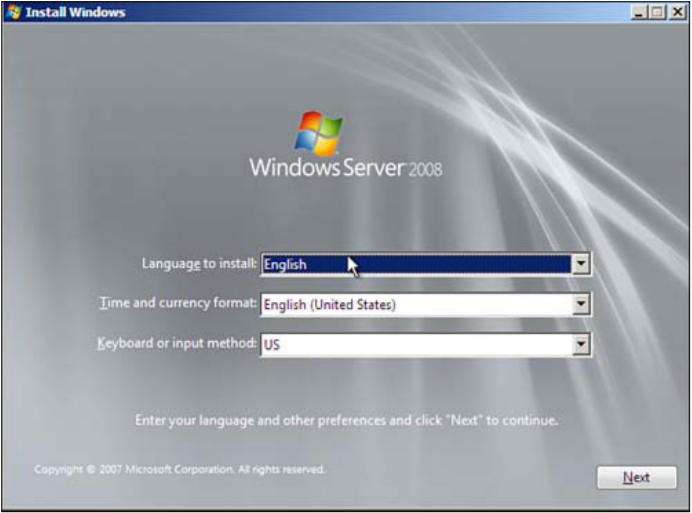 Install Windows
Windows Server 2008
Language to install: English
Time and currency format: English (United States)
Keyboard or input method: US
Enter your language and other preferences and click "Next" to continue.
Copyright © 2007 Microsoft Corporation. All rights reserved.
Next